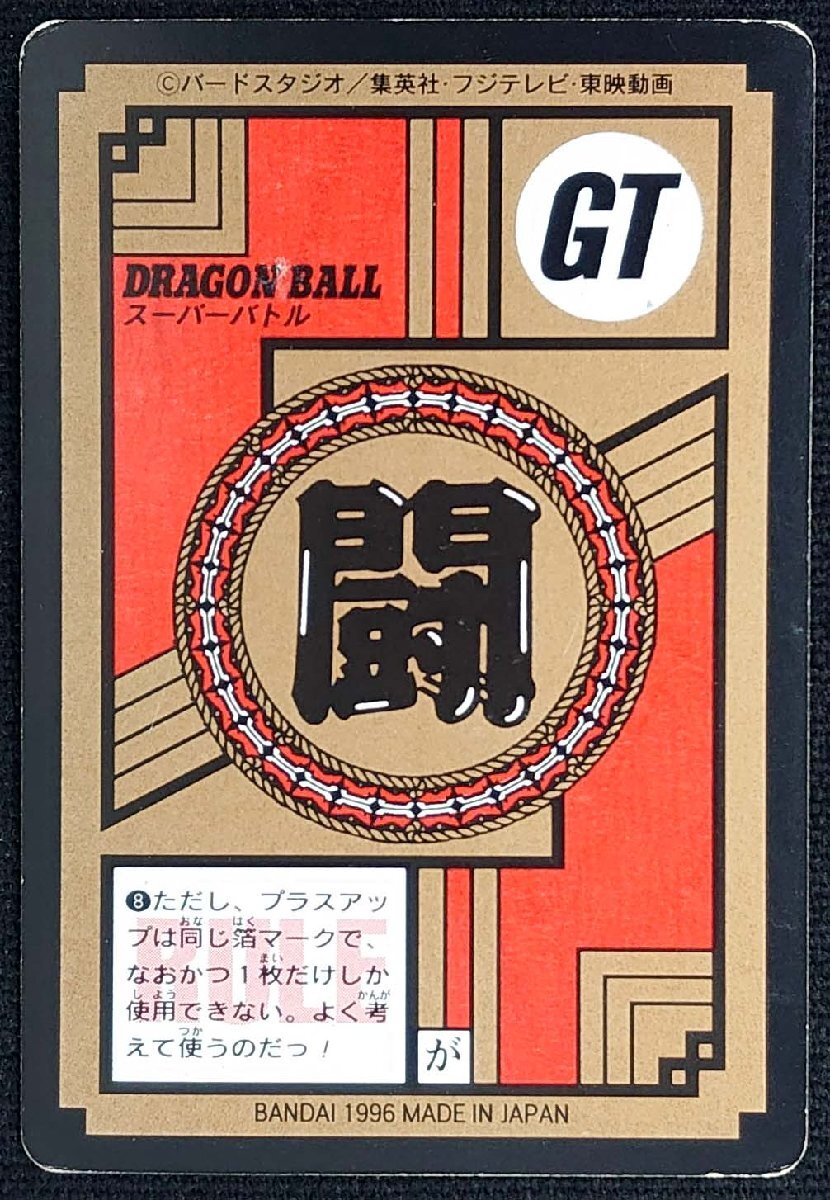 ©バードスタジオ／集英社·フジテレビ·東映動画
GT
DRAGON BALL
スーパーバトル
闘
RULE
❽ただし、プラスアッ
プは同じ箔マークで、
なおかつ1枚だけしか
使用できない。よく考
えて使うのだっ！
が
BANDAI 1996 MADE IN JAPAN